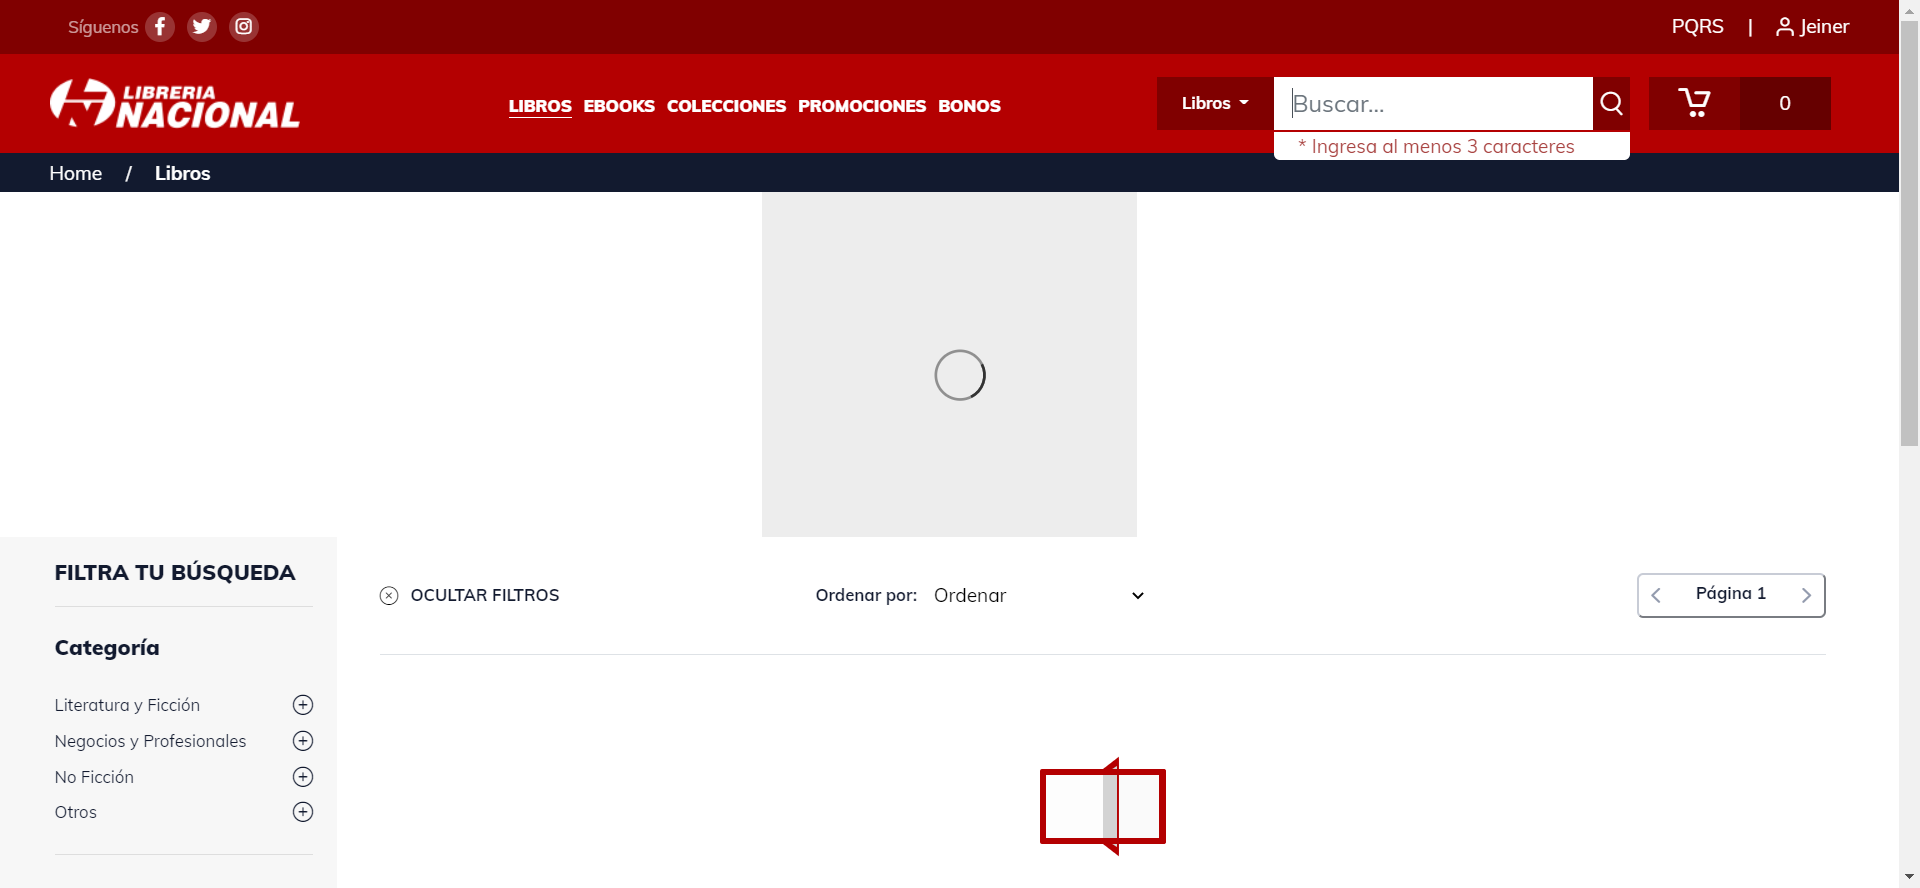 Síguenos
PQRS | Jeiner
LIBRERIA
NACIONAL
LIBROS EBOOKS COLECCIONES PROMOCIONES BONOS
Libros
Buscar...
0
* Ingresa al menos 3 caracteres
Home / Libros
FILTRA TU BÚSQUEDA
OCULTAR FILTROS
Ordenar por: Ordenar
Página 1
Categoría
Literatura y Ficción
Negocios y Profesionales
No Ficción
Otros